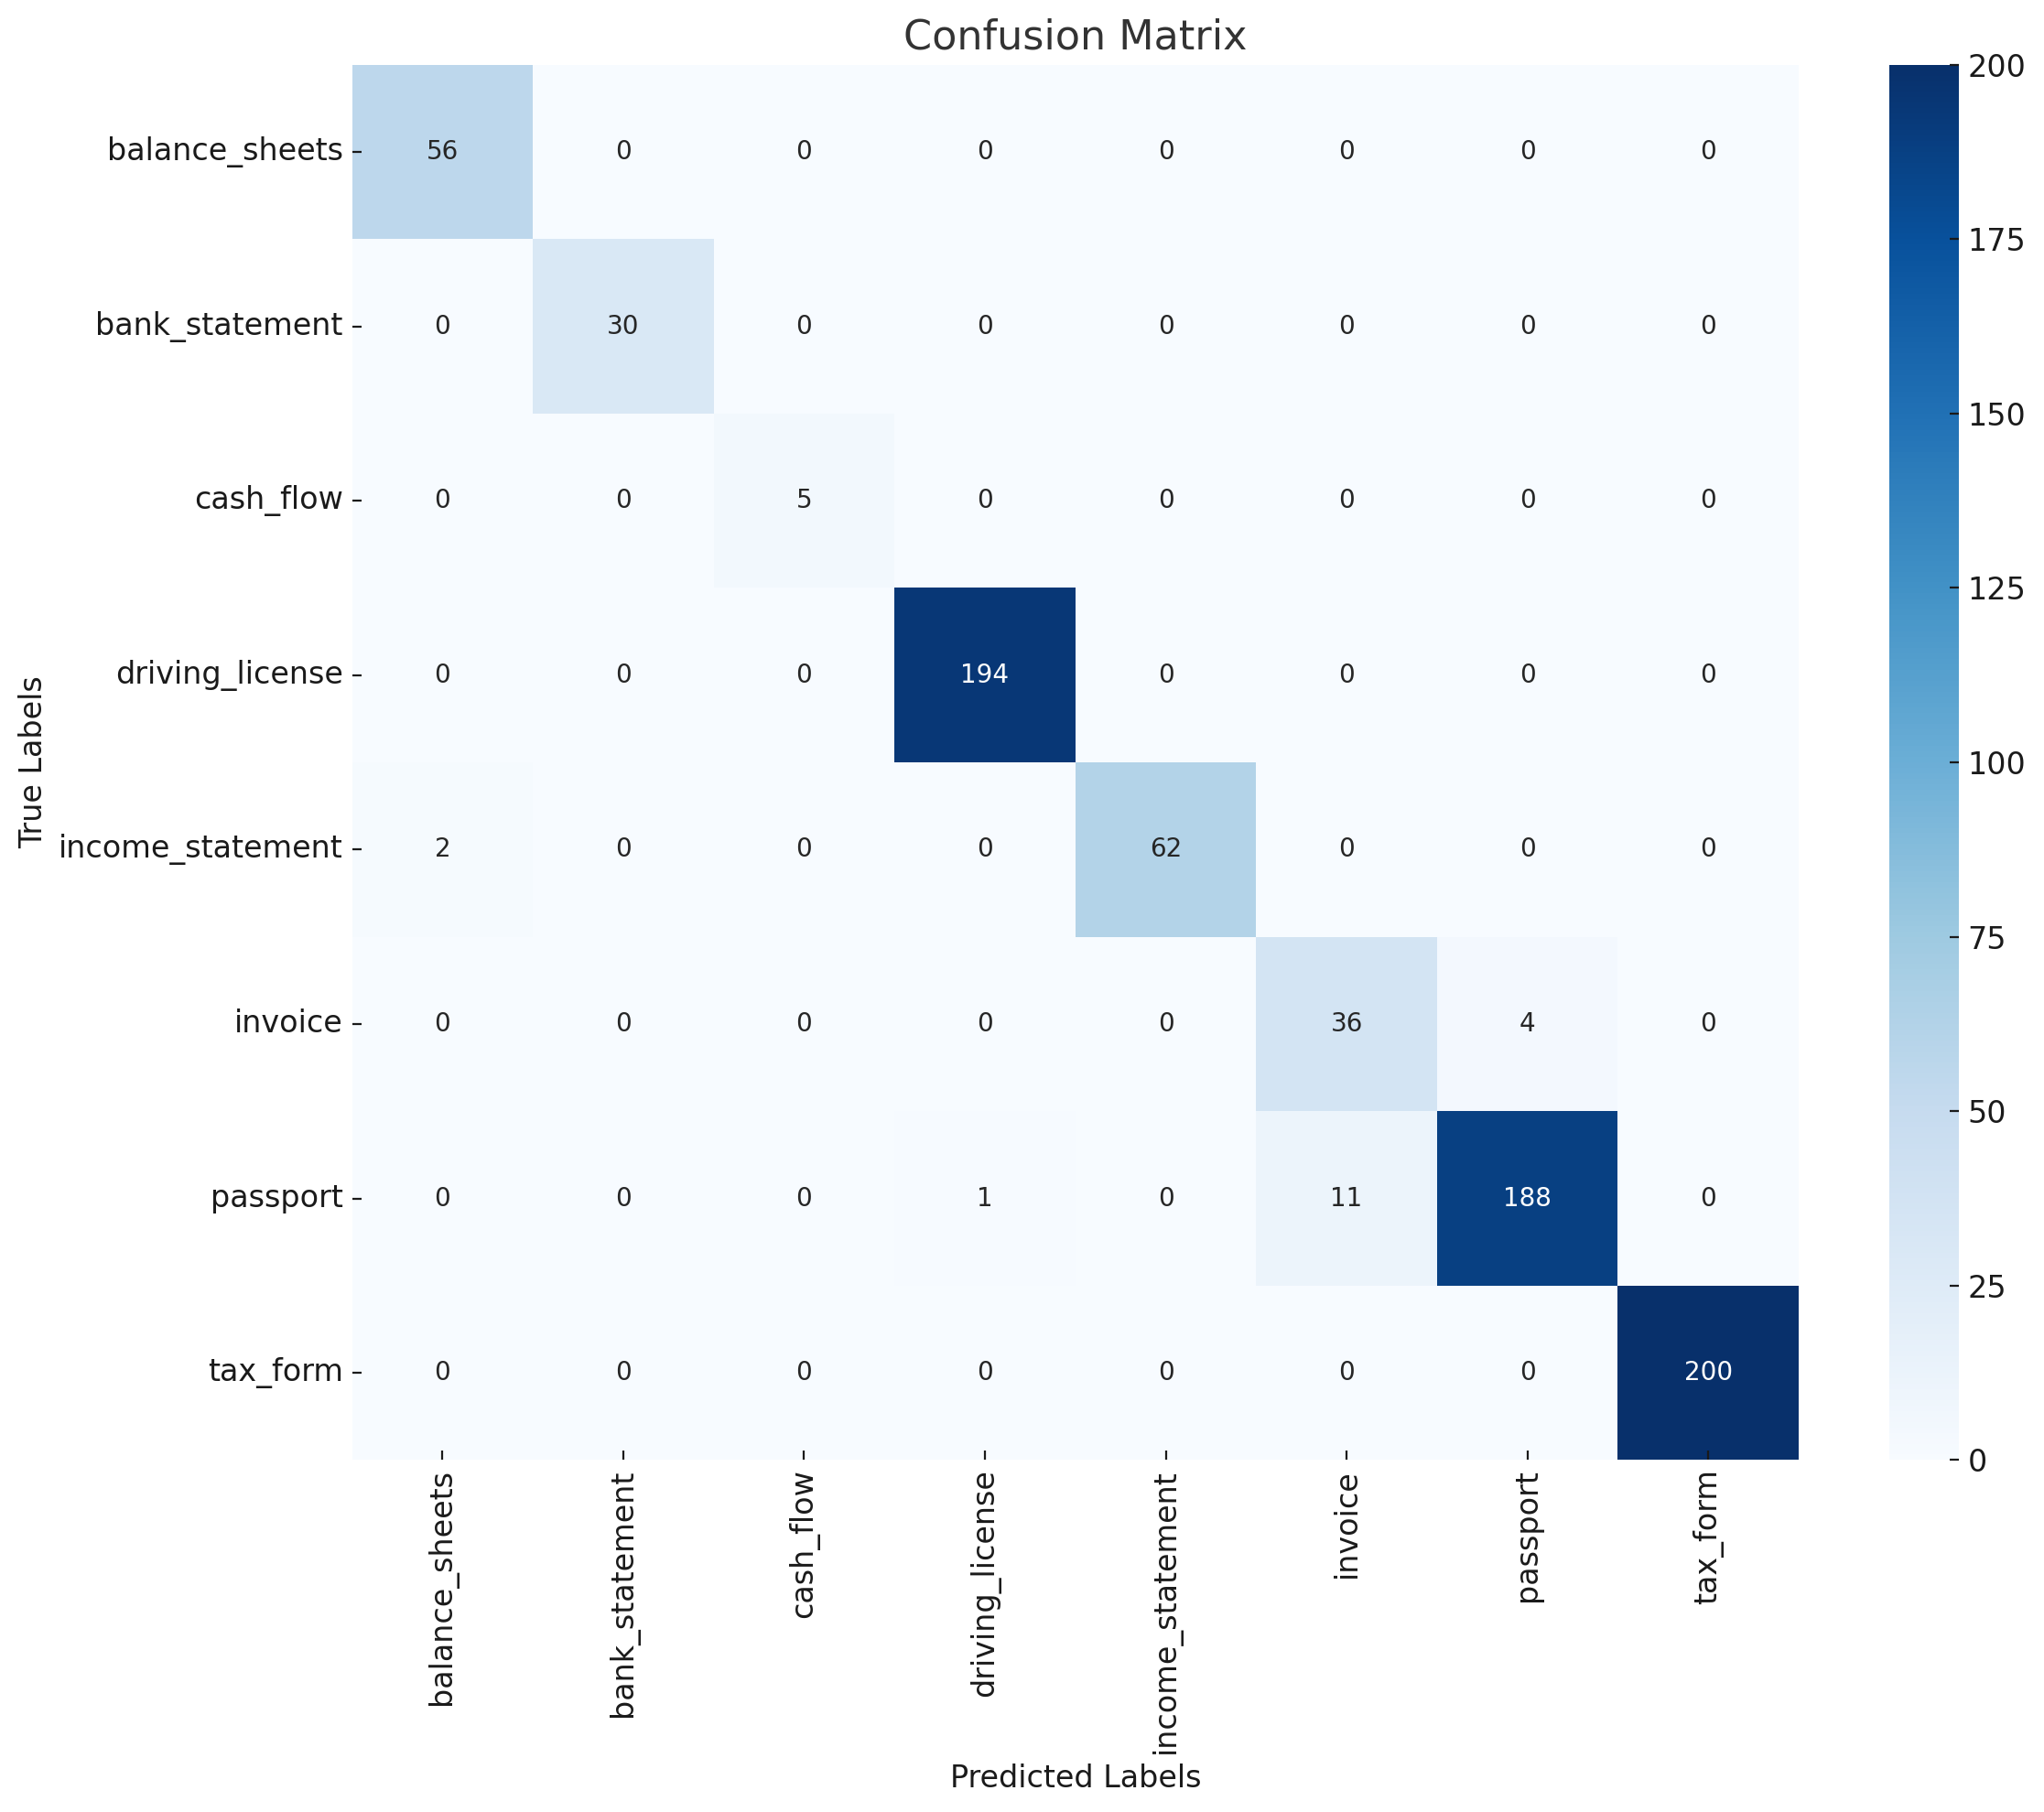 Confusion Matrix
balance_sheets 56 0 0 0 0 0 0 0
bank_statement 0 30 0 0 0 0 0 0
cash_flow 0 0 5 0 0 0 0 0
driving_license 0 0 0 194 0 0 0 0
income_statement 2 0 0 0 62 0 0 0
invoice 0 0 0 0 0 36 4 0
passport 0 0 0 1 0 11 188 0
tax_form 0 0 0 0 0 0 0 200
True Labels
balance_sheets
bank_statement
cash_flow
driving_license
income_statement
invoice
passport
tax_form
Predicted Labels
200
175
150
125
100
75
50
25
0